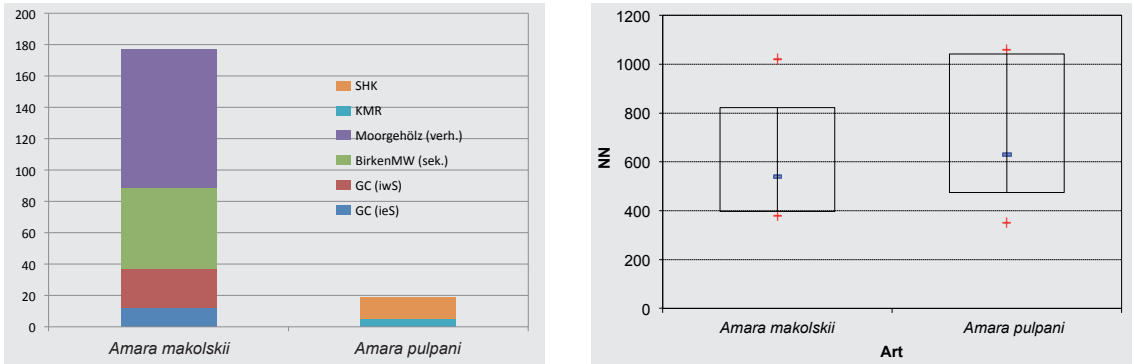 200
180
160
140
120
100
80
60
40
20
0
SHK
KMR
Moorgehölz (verh.)
BirkenMW (sek.)
GC (iwS)
GC (ieS)
Amara makolskii
Amara pulpani
1200
1000
800
600
400
200
0
NN
Amara makolskii
Amara pulpani
Art